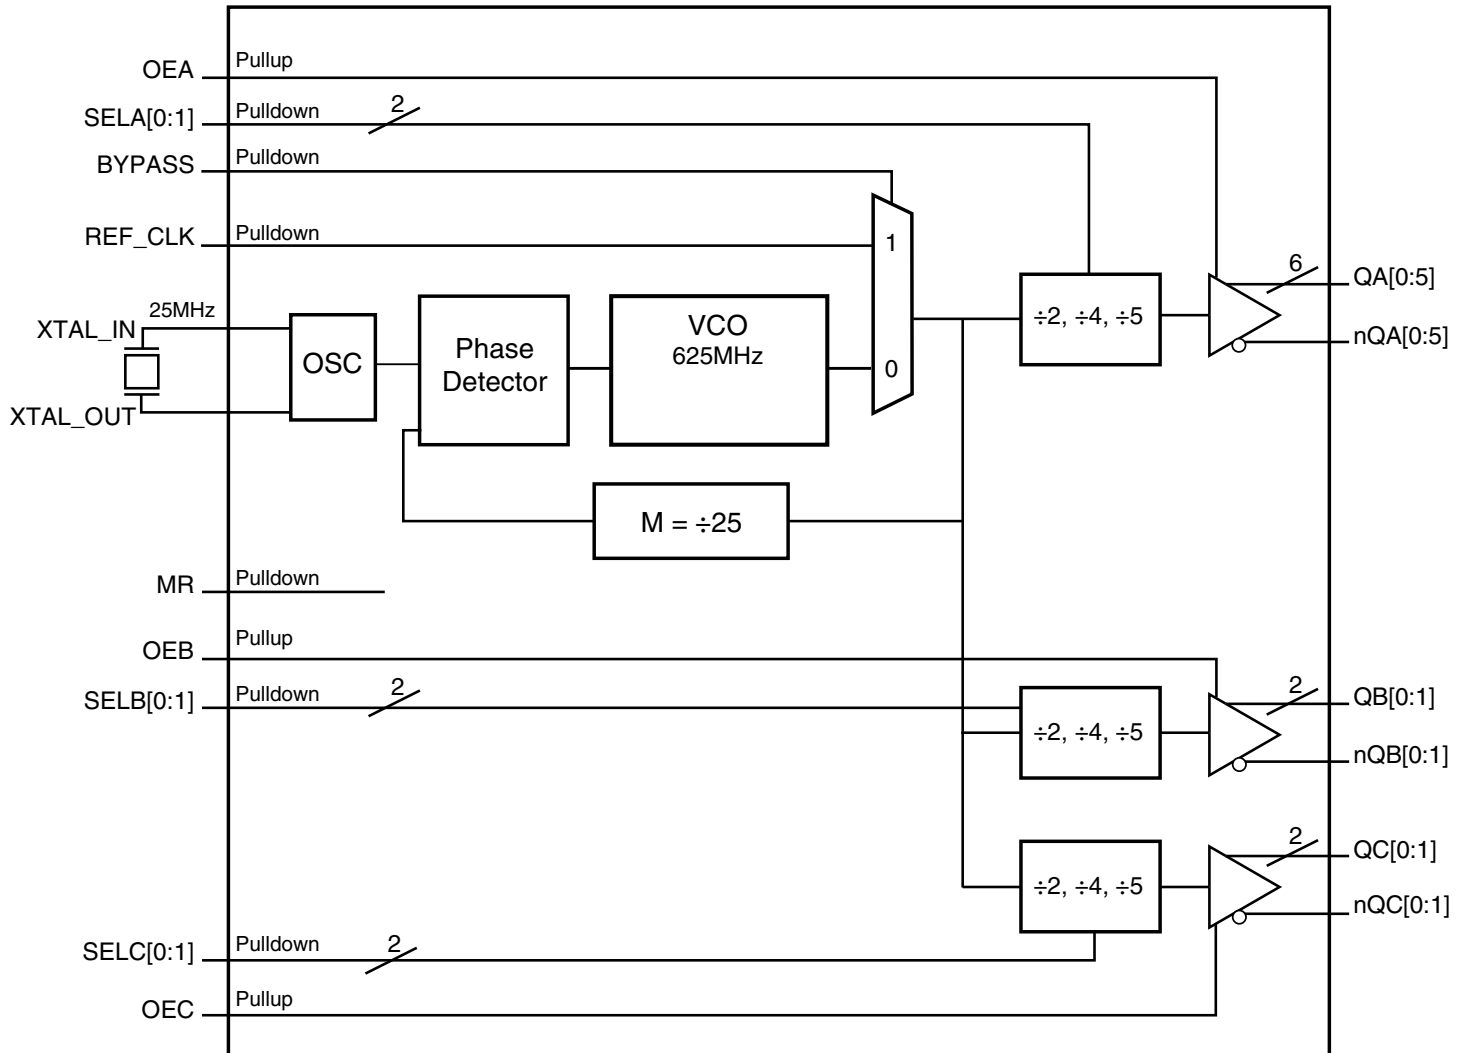 OEA
Pullup
SELA[0:1]
Pulldown
2
BYPASS
Pulldown
REF_CLK
Pulldown
1
6
QA[0:5]
÷2, ÷4, ÷5
nQA[0:5]
25MHz
XTAL_IN
XTAL_OUT
OSC
Phase
Detector
VCO
625MHz
0
M = ÷25
MR
Pulldown
OEB
Pullup
SELB[0:1]
Pulldown
2
÷2, ÷4, ÷5
2
QB[0:1]
nQB[0:1]
÷2, ÷4, ÷5
2
QC[0:1]
nQC[0:1]
SELC[0:1]
Pulldown
2
OEC
Pullup